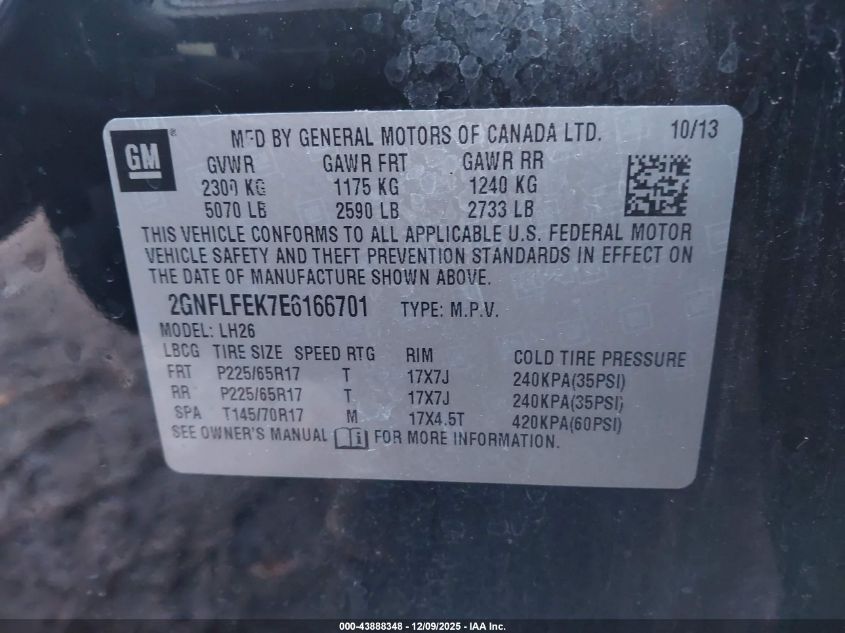 GM ® MFD BY GENERAL MOTORS OF CANADA LTD. 10/13
GVWR GAWR FRT GAWR RR
2300 KG 1175 KG 1240 KG
5070 LB 2590 LB 2733 LB
THIS VEHICLE CONFORMS TO ALL APPLICABLE U.S. FEDERAL MOTOR
VEHICLE SAFETY AND THEFT PREVENTION STANDARDS IN EFFECT ON
THE DATE OF MANUFACTURE SHOWN ABOVE.
2GNFLFEK7E6166701 TYPE: M.P.V.
MODEL: LH26
LBCG TIRE SIZE SPEED RTG RIM COLD TIRE PRESSURE
FRT P225/65R17 T 17X7J 240KPA(35PSI)
RR P225/65R17 T 17X7J 240KPA(35PSI)
SPA T145/70R17 M 17X4.5T 420KPA(60PSI)
SEE OWNER'S MANUAL FOR MORE INFORMATION.
000-43888348 - 12/09/2025 - IAA Inc.